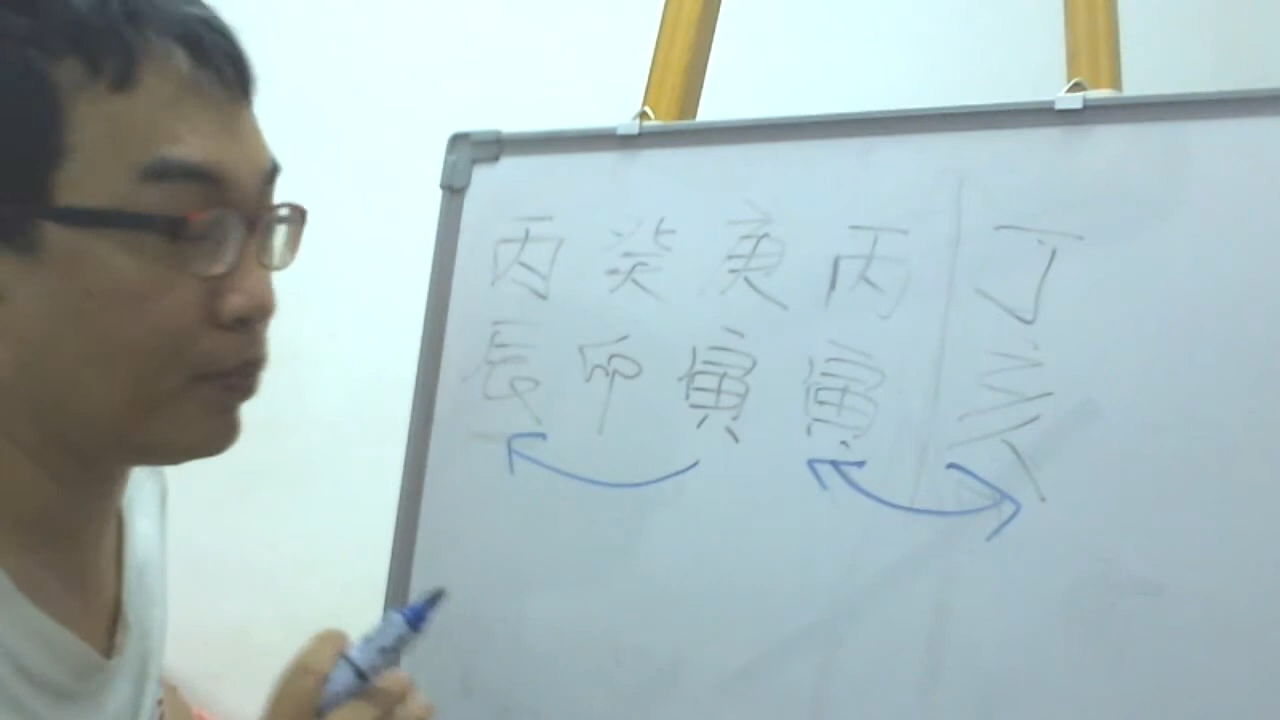 丙 癸 庚 丙 丁
辰 卯 寅 寅 亥